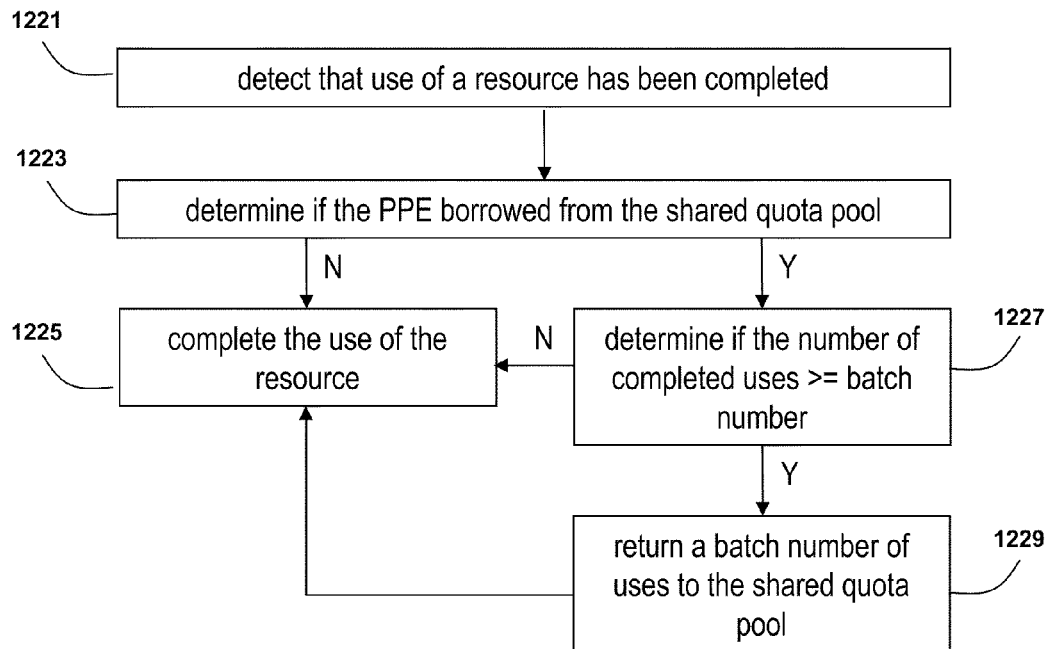 1221
detect that use of a resource has been completed
1223
determine if the PPE borrowed from the shared quota pool
N
Y
1225
complete the use of the
resource
N
determine if the number of
completed uses >= batch
number
1227
Y
return a batch number of
uses to the shared quota
pool
1229